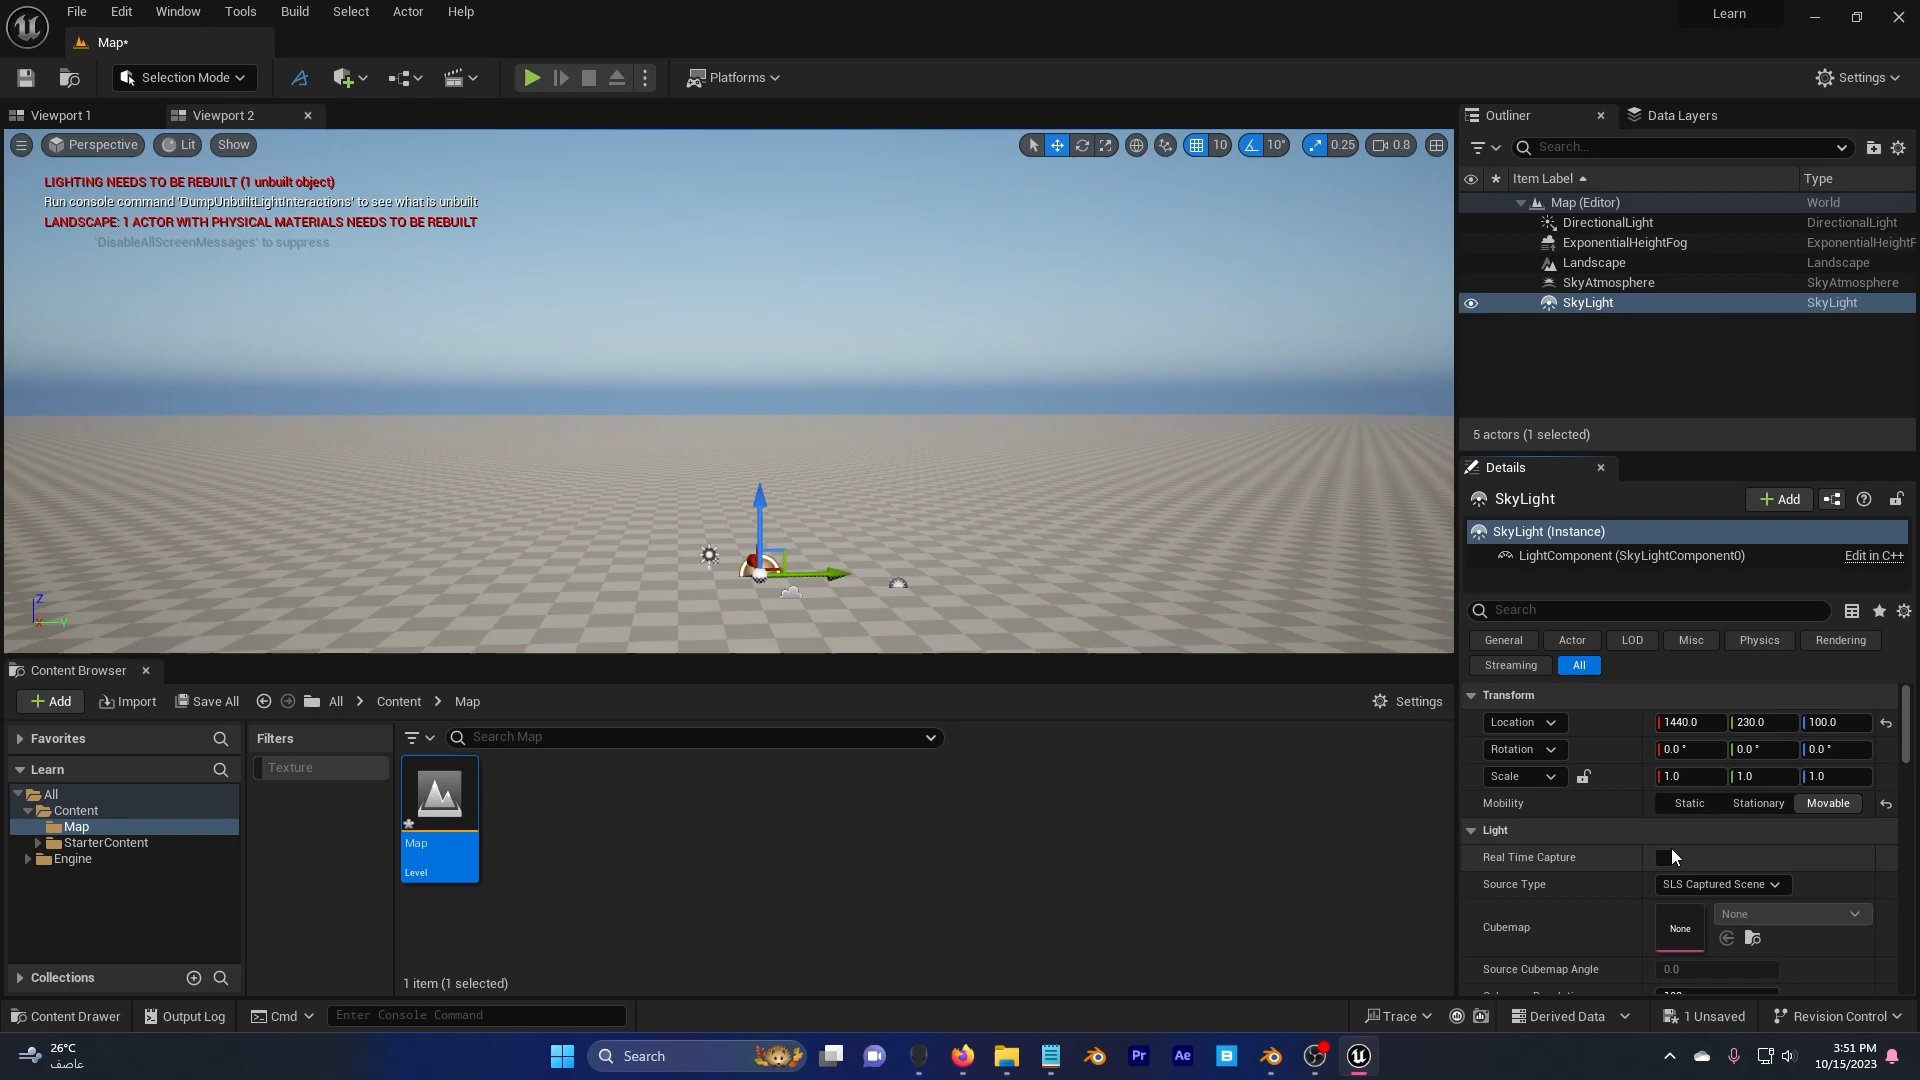 File Edit Window Tools Build Select Actor Help
Learn
Map*
Selection Mode
Platforms
Settings
Viewport 1
Viewport 2
Outliner
Data Layers
Perspective
Lit
Show
10
10°
0.25
0.8
Search...
Item Label
Type
LIGHTING NEEDS TO BE REBUILT (1 unbuilt object)
Run console command 'DumpUnbuiltLightInteractions' to see what is unbuilt
LANDSCAPE: 1 ACTOR WITH PHYSICAL MATERIALS NEEDS TO BE REBUILT
'DisableAllScreenMessages' to suppress
Map (Editor) World
DirectionalLight DirectionalLight
ExponentialHeightFog ExponentialHeightF
Landscape Landscape
SkyAtmosphere SkyAtmosphere
SkyLight SkyLight
5 actors (1 selected)
Details
SkyLight
Add
SkyLight (Instance)
LightComponent (SkyLightComponent0) Edit in C++
Search
General Actor LOD Misc Physics Rendering
Streaming All
Transform
Location 1440.0 230.0 100.0
Rotation 0.0 ° 0.0 ° 0.0 °
Scale 1.0 1.0 1.0
Mobility Static Stationary Movable
Light
Real Time Capture
Source Type SLS Captured Scene
Cubemap None None
Source Cubemap Angle 0.0
Z
X
Y
Content Browser
Add Import Save All All Content Map Settings
Favorites
Filters
Search Map
Learn
Texture
All
Content
Map
StarterContent
Engine
Map
Level
Collections
1 item (1 selected)
Content Drawer Output Log Cmd Enter Console Command Trace Derived Data 1 Unsaved Revision Control
26°C
عاصف
Search
Pr
Ae
3:51 PM
10/15/2023